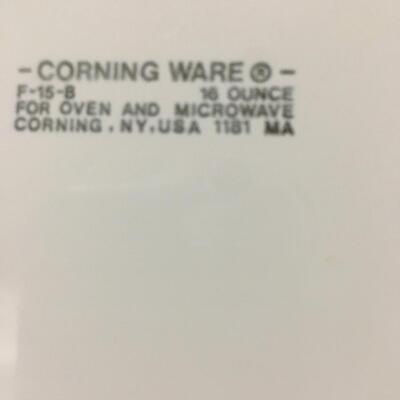 - CORNING WARE ® -
F-15-B 16 OUNCE
FOR OVEN AND MICROWAVE
CORNING . NY. USA 1181 MA